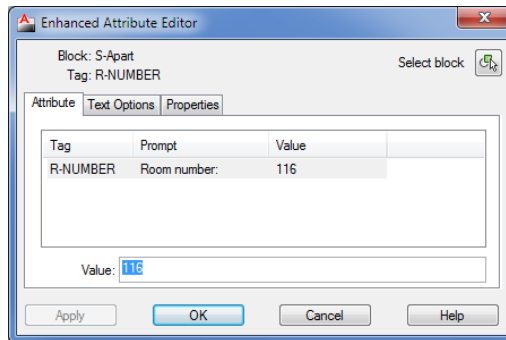 Enhanced Attribute Editor
Block: S-Apart
Tag: R-NUMBER
Select block
Attribute Text Options Properties
Tag Prompt Value
R-NUMBER Room number: 116
Value: 116
Apply OK Cancel Help